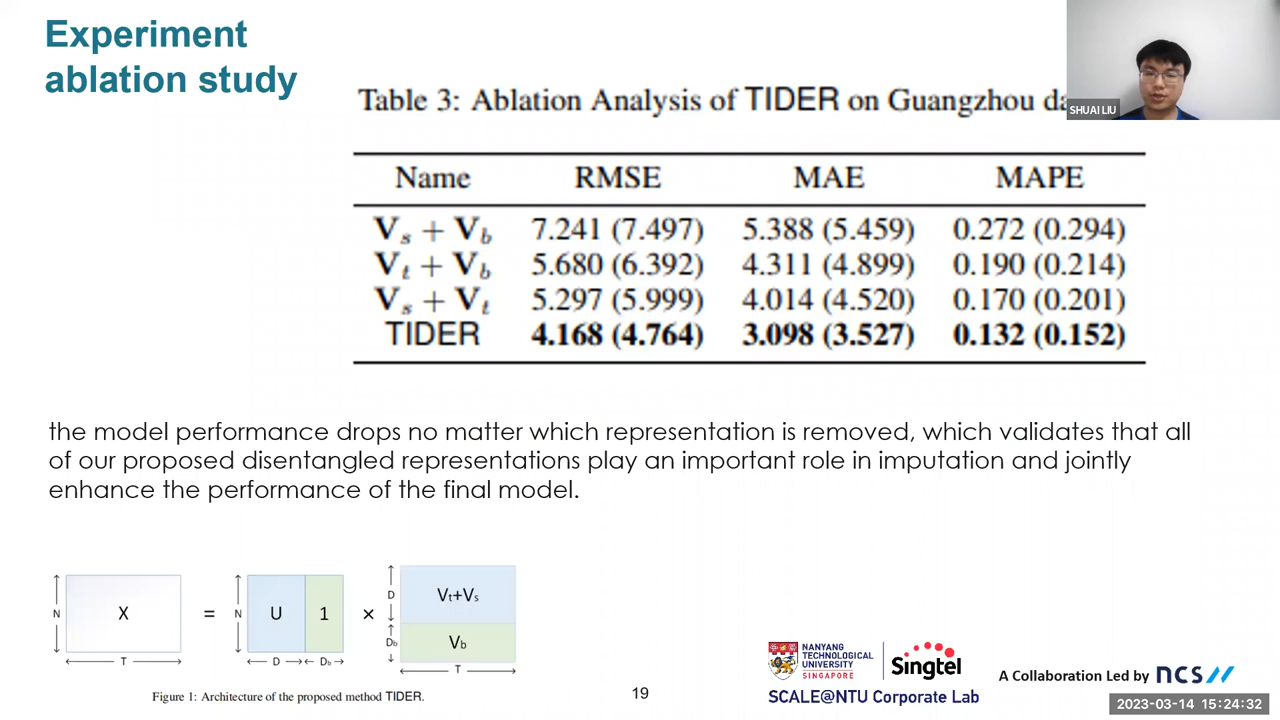 Experiment
ablation study
SHUAI LIU
Table 3: Ablation Analysis of TIDER on Guangzhou da
Name RMSE MAE MAPE
Vs + Vb 7.241 (7.497) 5.388 (5.459) 0.272 (0.294)
Vt + Vb 5.680 (6.392) 4.311 (4.899) 0.190 (0.214)
Vs + Vt 5.297 (5.999) 4.014 (4.520) 0.170 (0.201)
TIDER 4.168 (4.764) 3.098 (3.527) 0.132 (0.152)
the model performance drops no matter which representation is removed, which validates that all
of our proposed disentangled representations play an important role in imputation and jointly
enhance the performance of the final model.
N X T
=
N U 1 D Db
×
D Vt+Vs
Db Vb
T
Figure 1: Architecture of the proposed method TIDER.
19
NANYANG
TECHNOLOGICAL
UNIVERSITY
SINGAPORE
Singtel
SCALE@NTU Corporate Lab
A Collaboration Led by ncs//
2023-03-14 15:24:32